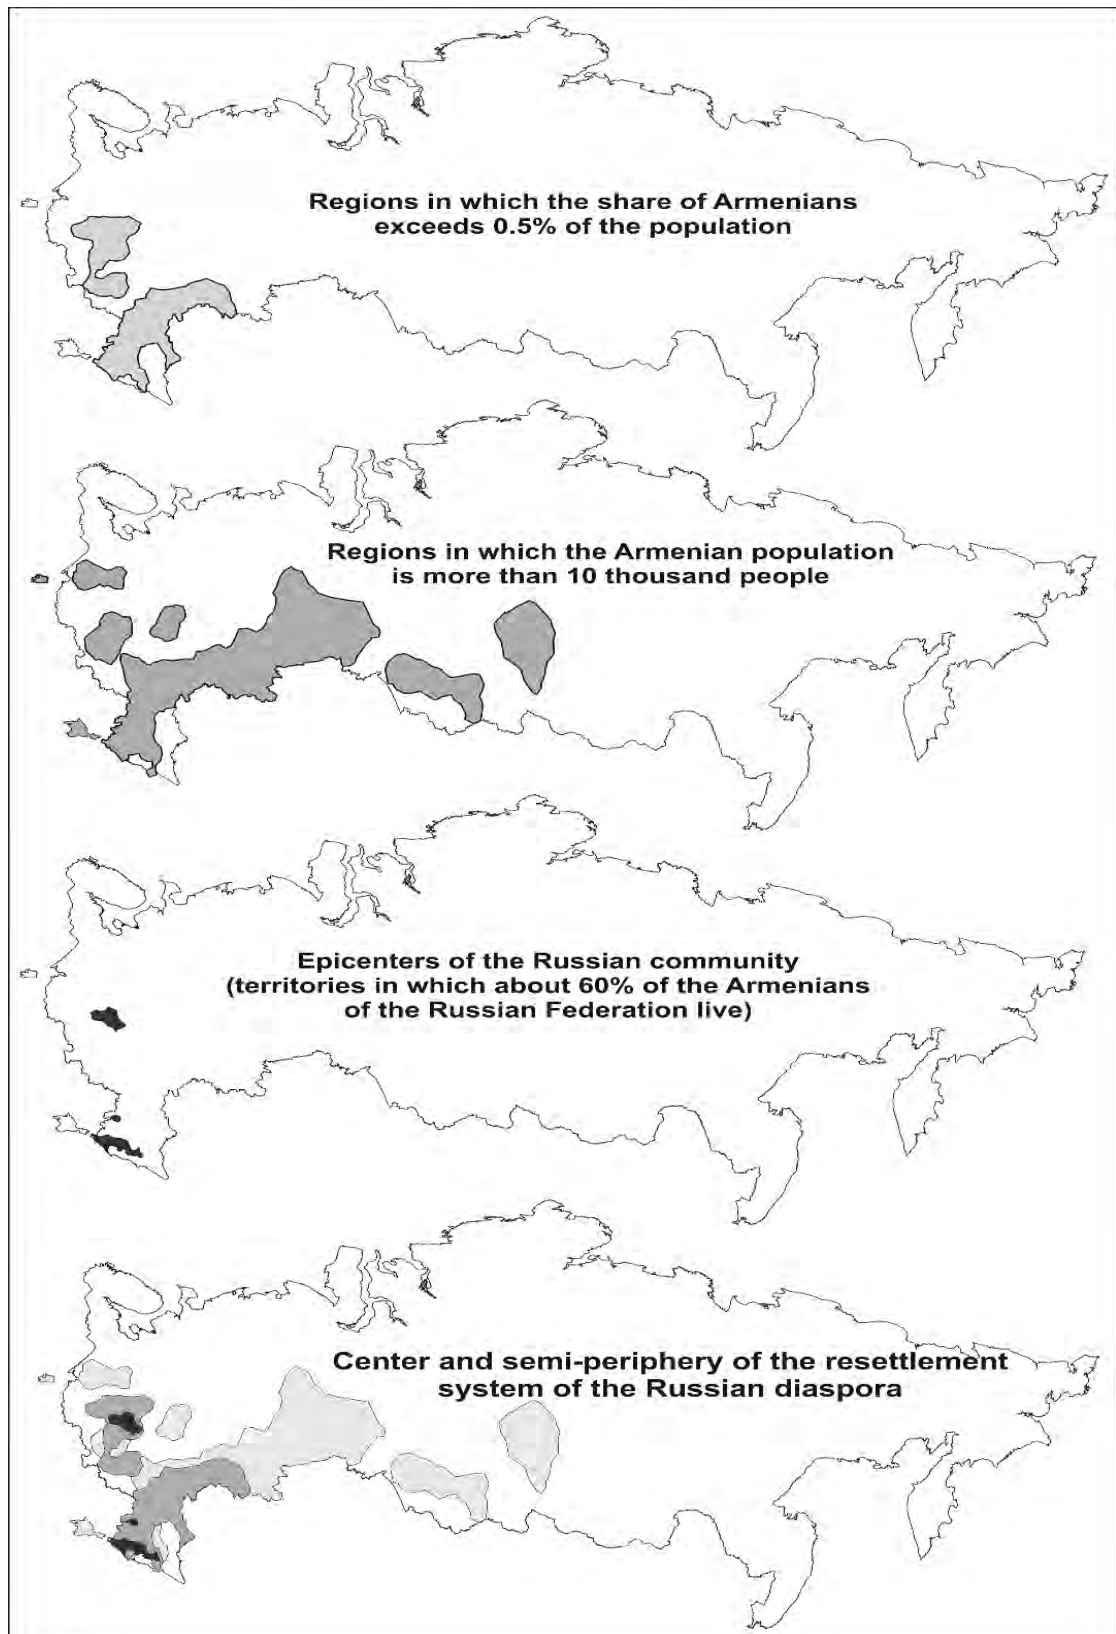 Regions in which the share of Armenians
exceeds 0.5% of the population
Regions in which the Armenian population
is more than 10 thousand people
Epicenters of the Russian community
(territories in which about 60% of the Armenians
of the Russian Federation live)
Center and semi-periphery of the resettlement
system of the Russian diaspora